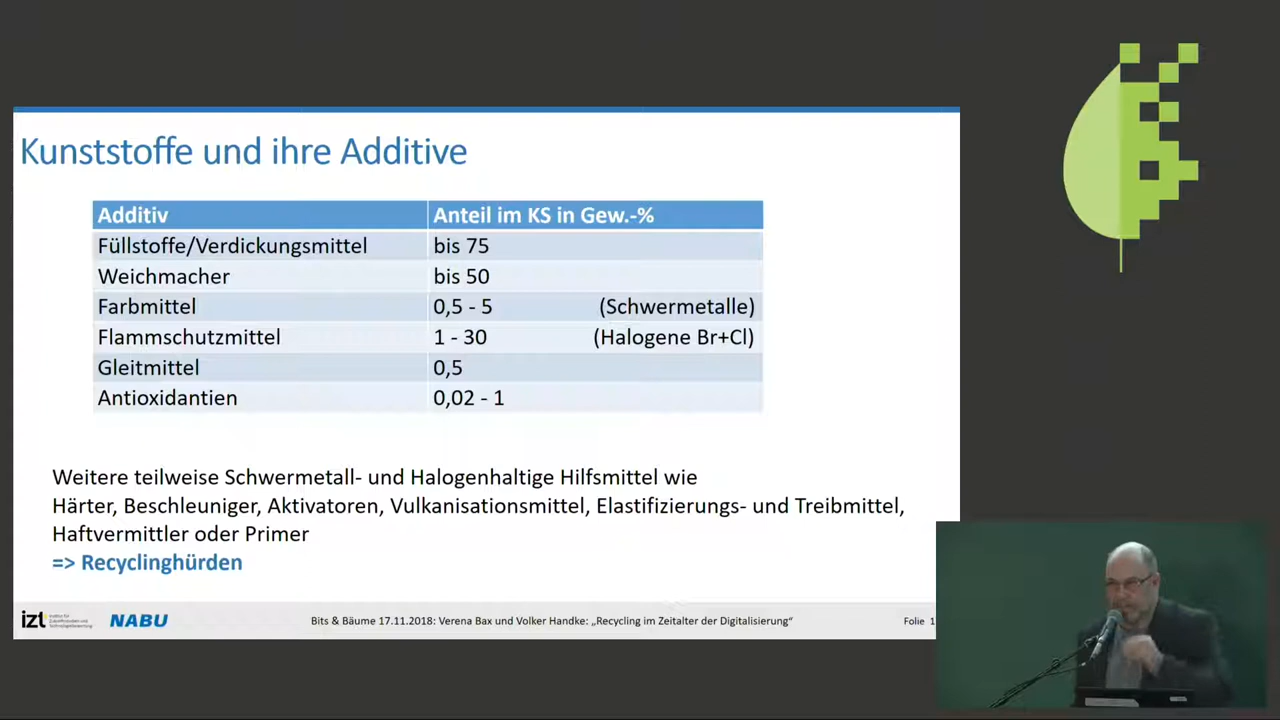 Kunststoffe und ihre Additive
Additiv Anteil im KS in Gew.-%
Füllstoffe/Verdickungsmittel bis 75
Weichmacher bis 50
Farbmittel 0,5 - 5 (Schwermetalle)
Flammschutzmittel 1 - 30 (Halogene Br+Cl)
Gleitmittel 0,5
Antioxidantien 0,02 - 1
Weitere teilweise Schwermetall- und Halogenhaltige Hilfsmittel wie
Härter, Beschleuniger, Aktivatoren, Vulkanisationsmittel, Elastifizierungs- und Treibmittel,
Haftvermittler oder Primer
=> Recyclinghürden
izt
NABU
Bits & Bäume 17.11.2018: Verena Bax und Volker Handke: „Recycling im Zeitalter der Digitalisierung“
Folie 1